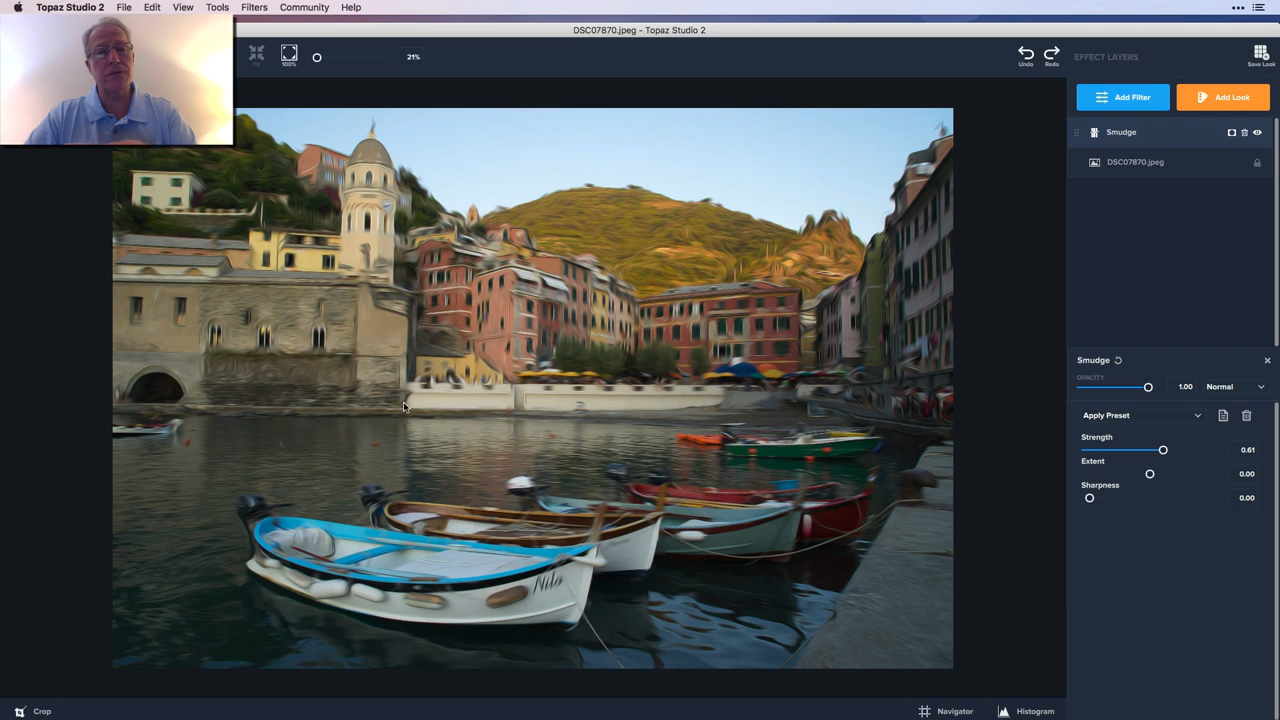 Topaz Studio 2 File Edit View Tools Filters Community Help
DSC07870.jpeg - Topaz Studio 2
Fit
100%
21%
Undo
Redo
EFFECT LAYERS
Save Look
Add Filter
Add Look
Smudge
DSC07870.jpeg
Smudge
OPACITY
1.00
Normal
Apply Preset
Strength
0.61
Extent
0.00
Sharpness
0.00
Nilo
Crop
Navigator
Histogram